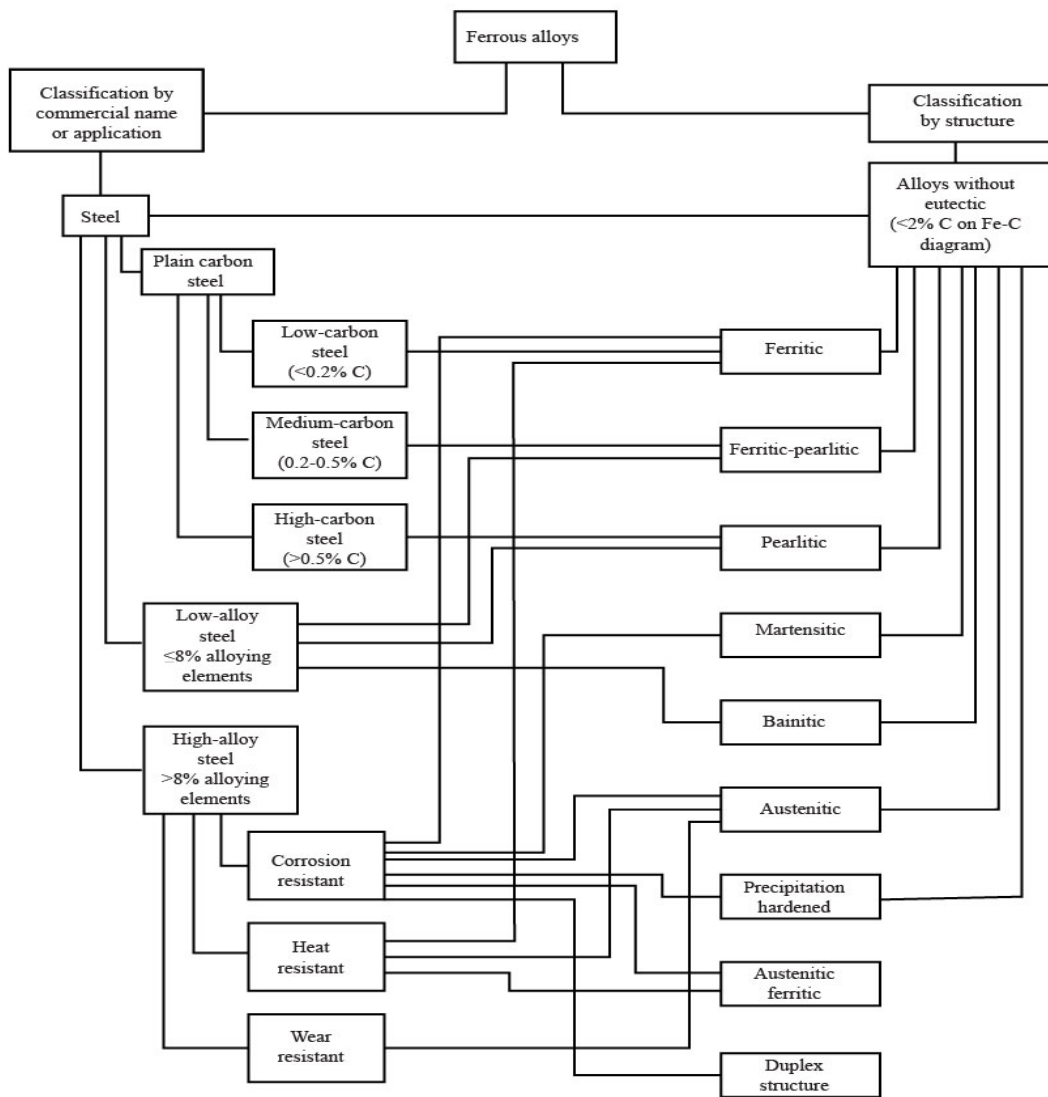 Ferrous alloys
Classification by
commercial name
or application
Classification
by structure
Steel
Alloys without
eutectic
(<2% C on Fe-C
diagram)
Plain carbon
steel
Low-carbon
steel
(<0.2% C)
Ferritic
Medium-carbon
steel
(0.2-0.5% C)
Ferritic-pearlitic
High-carbon
steel
(>0.5% C)
Pearlitic
Low-alloy
steel
≤8% alloying
elements
Martensitic
Bainitic
High-alloy
steel
>8% alloying
elements
Austenitic
Corrosion
resistant
Precipitation
hardened
Heat
resistant
Austenitic
ferritic
Wear
resistant
Duplex
structure